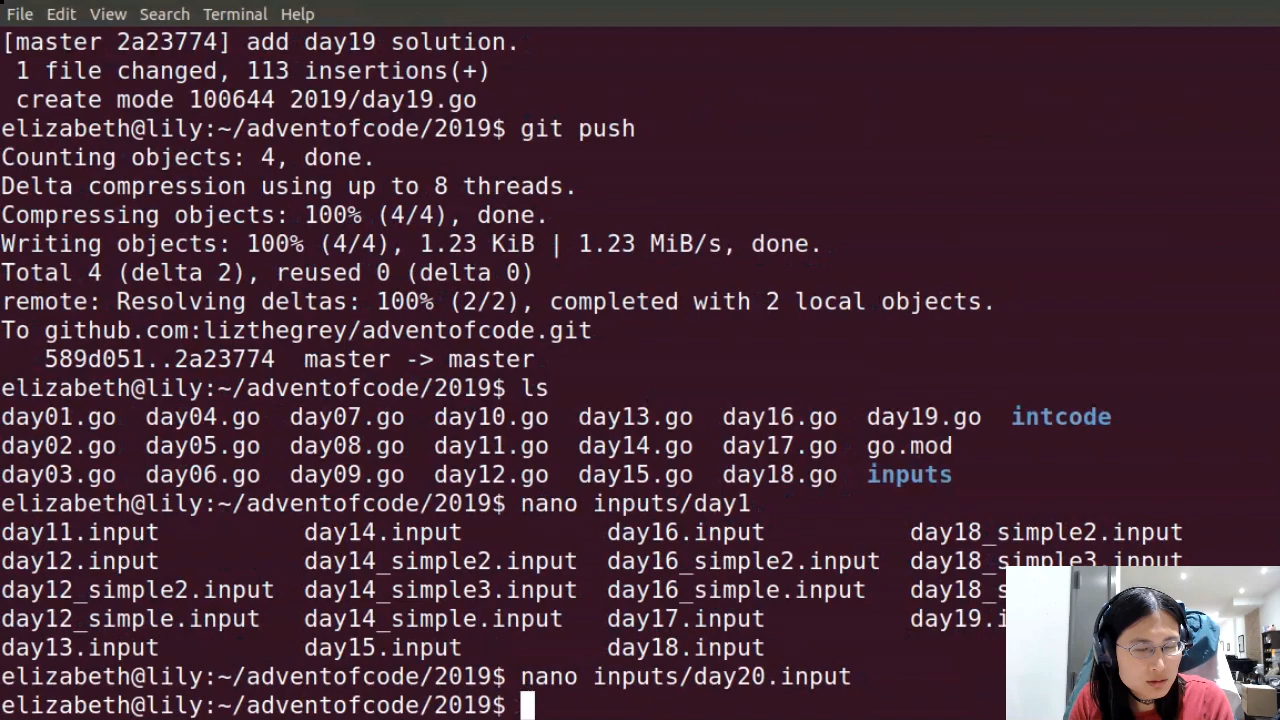 File Edit View Search Terminal Help
[master 2a23774] add day19 solution.
1 file changed, 113 insertions(+)
create mode 100644 2019/day19.go
elizabeth@lily:~/adventofcode/2019$ git push
Counting objects: 4, done.
Delta compression using up to 8 threads.
Compressing objects: 100% (4/4), done.
Writing objects: 100% (4/4), 1.23 KiB | 1.23 MiB/s, done.
Total 4 (delta 2), reused 0 (delta 0)
remote: Resolving deltas: 100% (2/2), completed with 2 local objects.
To github.com:lizthegrey/adventofcode.git
589d051..2a23774  master -> master
elizabeth@lily:~/adventofcode/2019$ ls
day01.go  day04.go  day07.go  day10.go  day13.go  day16.go  day19.go  intcode
day02.go  day05.go  day08.go  day11.go  day14.go  day17.go  go.mod
day03.go  day06.go  day09.go  day12.go  day15.go  day18.go  inputs
elizabeth@lily:~/adventofcode/2019$ nano inputs/day1
day11.input  day14.input  day16.input  day18_simple2.input
day12.input  day14_simple2.input  day16_simple2.input  day18_simple3.input
day12_simple2.input  day14_simple3.input  day16_simple.input
day12_simple.input  day14_simple.input  day17.input
day13.input  day15.input  day18.input
elizabeth@lily:~/adventofcode/2019$ nano inputs/day20.input
elizabeth@lily:~/adventofcode/2019$